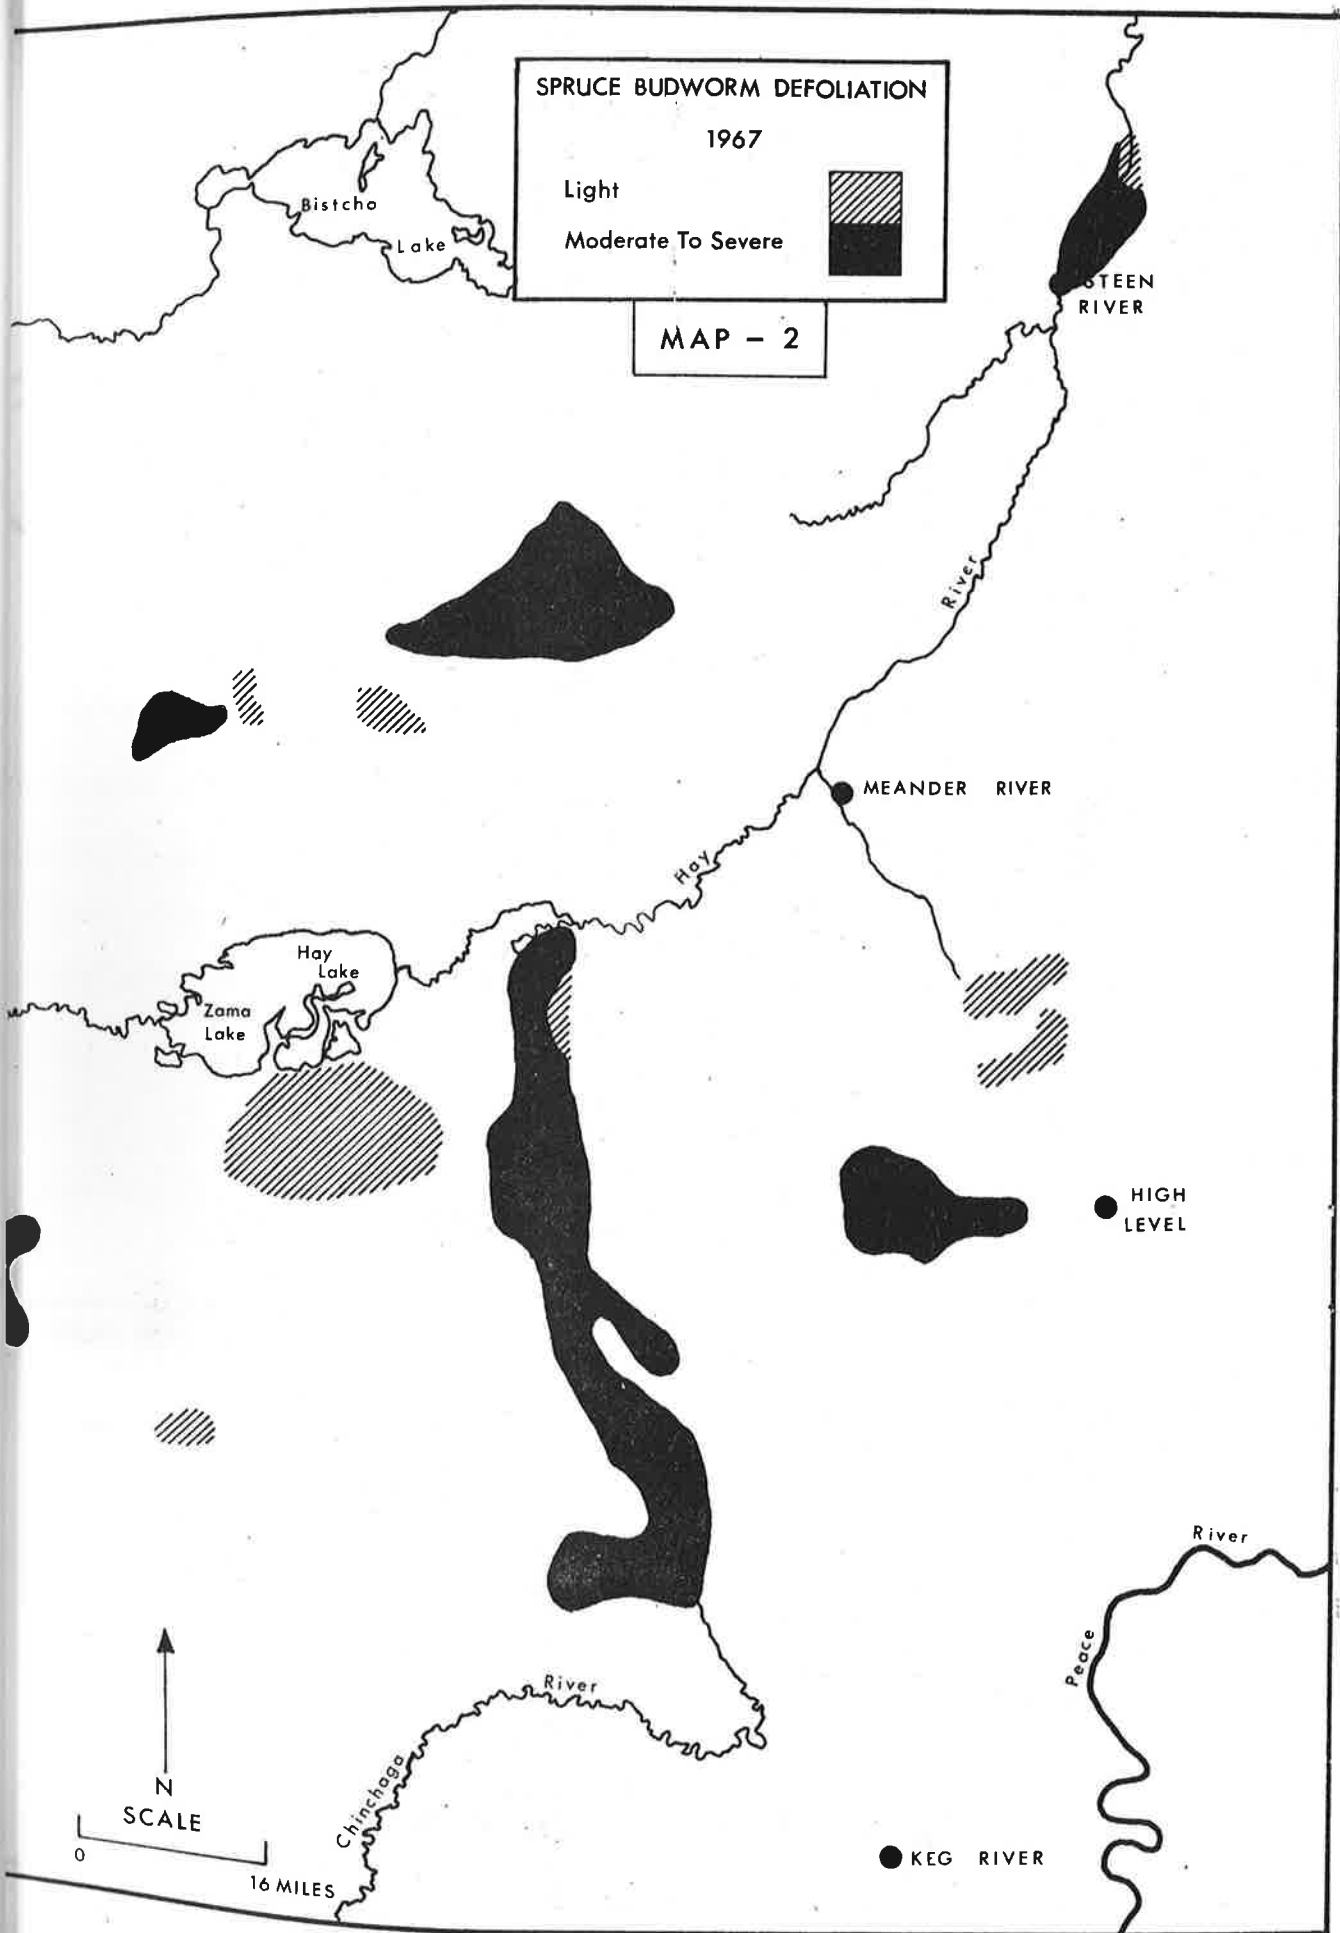 SPRUCE BUDWORM DEFOLIATION
1967
Light
Moderate To Severe
MAP – 2
Bistcho
Lake
STEEN
RIVER
River
MEANDER RIVER
Hay
Hay
Lake
Zama
Lake
HIGH
LEVEL
River
Peace
River
Chinchaga
N
SCALE
0
16 MILES
KEG RIVER